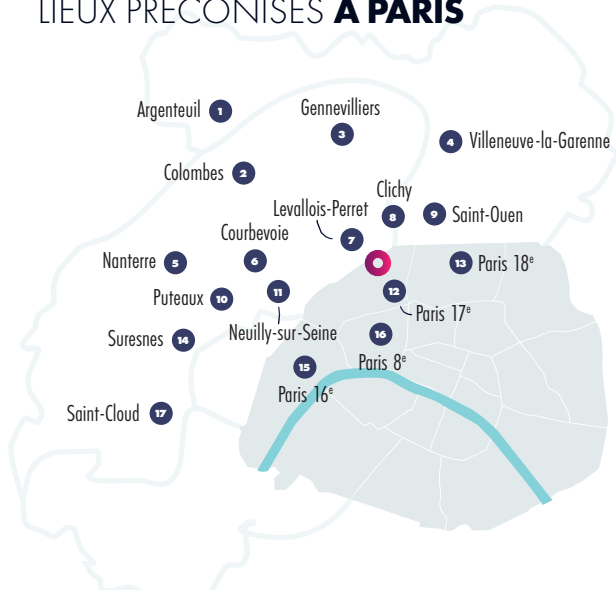 LIEUX PRÉCONISÉS À PARIS
Argenteuil 1
Gennevilliers
3
4 Villeneuve-la-Garenne
Colombes 2
Clichy
8
9 Saint-Ouen
Levallois-Perret
7
Courbevoie
6
Nanterre 5
13 Paris 18e
Puteaux 10
11
Neuilly-sur-Seine
12
Paris 17e
Suresnes 14
16
Paris 8e
15
Paris 16e
Saint-Cloud 17